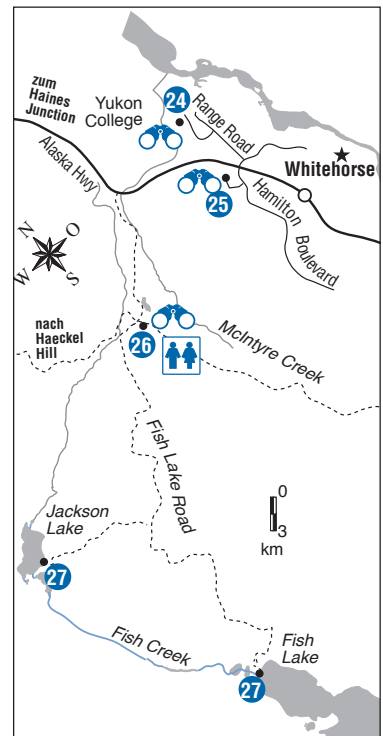 zum
Haines
Junction
Yukon
College
24
Range Road
Whitehorse
Alaska Hwy
25
Hamilton
Boulevard
N
O
W
S
nach
Haeckel
Hill
26
McIntyre Creek
Fish Lake Road
0
3
km
Jackson
Lake
27
Fish Creek
Fish
Lake
27